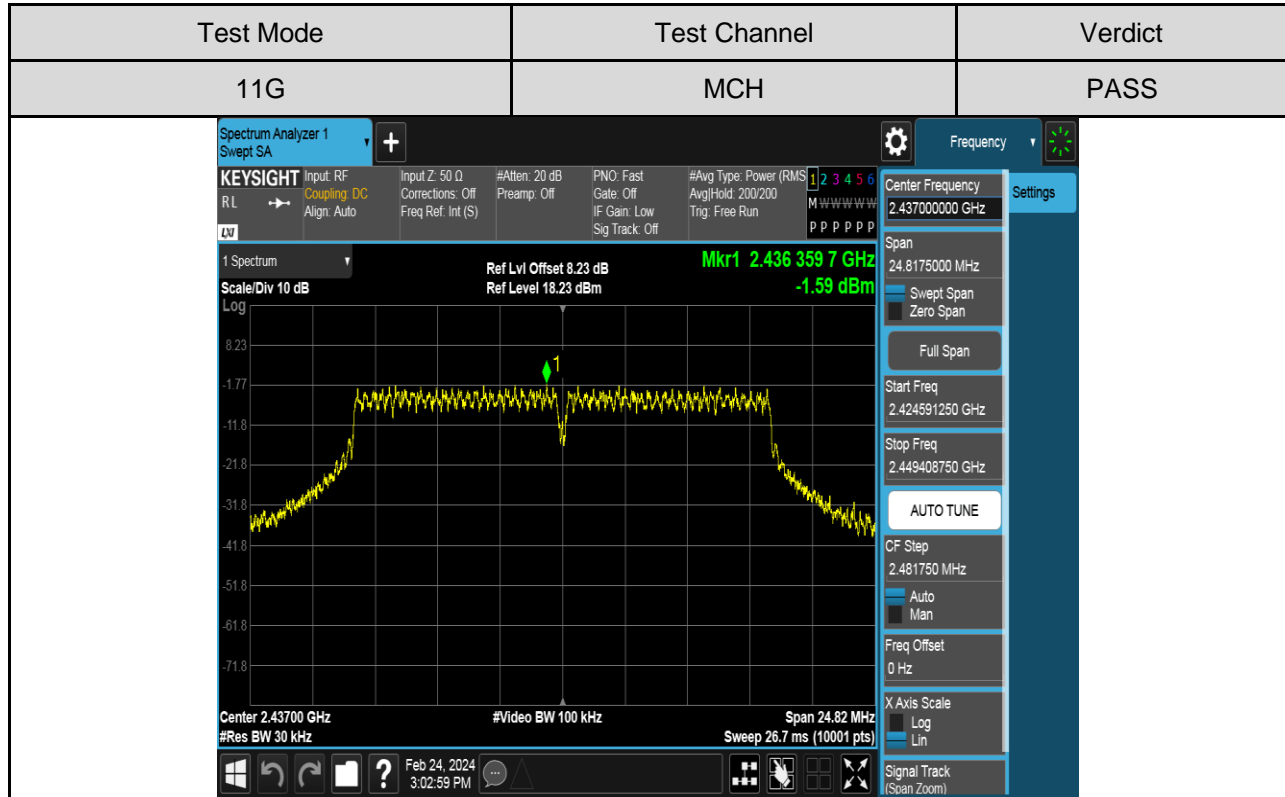 Test Mode Test Channel Verdict
11G MCH PASS
Spectrum Analyzer 1
Swept SA
+
Frequency
KEYSIGHT
RL
LXI
Input: RF
Coupling: DC
Align: Auto
Input Z: 50 Ω
Corrections: Off
Freq Ref: Int (S)
#Atten: 20 dB
Preamp: Off
PNO: Fast
Gate: Off
IF Gain: Low
Sig Track: Off
#Avg Type: Power (RMS
Avg|Hold: 200/200
Trig: Free Run
1 2 3 4 5 6
M W W W W W
P P P P P P
1 Spectrum
Scale/Div 10 dB
Log
Ref Lvl Offset 8.23 dB
Ref Level 18.23 dBm
Mkr1 2.436 359 7 GHz
-1.59 dBm
1
8.23
-1.77
-11.8
-21.8
-31.8
-41.8
-51.8
-61.8
-71.8
Center 2.43700 GHz
#Res BW 30 kHz
#Video BW 100 kHz
Span 24.82 MHz
Sweep 26.7 ms (10001 pts)
?
Feb 24, 2024
3:02:59 PM
Center Frequency
2.437000000 GHz
Settings
Span
24.8175000 MHz
Swept Span
Zero Span
Full Span
Start Freq
2.424591250 GHz
Stop Freq
2.449408750 GHz
AUTO TUNE
CF Step
2.481750 MHz
Auto
Man
Freq Offset
0 Hz
X Axis Scale
Log
Lin
Signal Track
(Span Zoom)